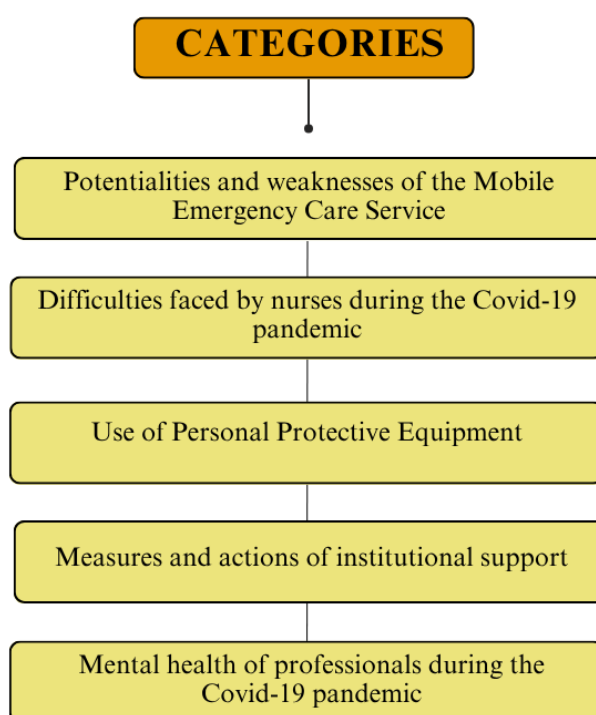 CATEGORIES
Potentialities and weaknesses of the Mobile
Emergency Care Service
Difficulties faced by nurses during the Covid-19
pandemic
Use of Personal Protective Equipment
Measures and actions of institutional support
Mental health of professionals during the
Covid-19 pandemic